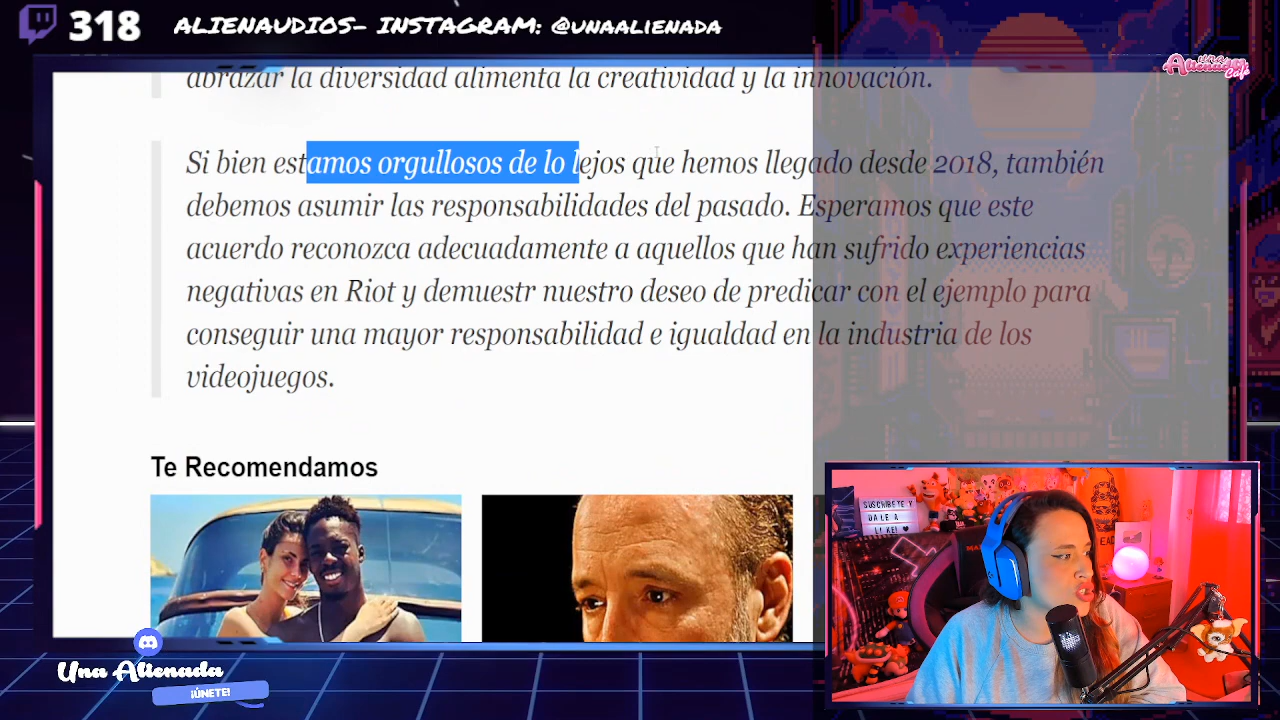 318
ALIENAUDIOS- INSTAGRAM: @UNAALIENADA
Alienaday
Café
abrazar la diversidad alimenta la creatividad y la innovación.
Si bien estamos orgullosos de lo lejos que hemos llegado desde 2018, también
debemos asumir las responsabilidades del pasado. Esperamos que este
acuerdo reconozca adecuadamente a aquellos que han sufrido experiencias
negativas en Riot y demuestr nuestro deseo de predicar con el ejemplo para
conseguir una mayor responsabilidad e igualdad en la industria de los
videojuegos.
Te Recomendamos
SUSCRIBETE Y
DALE A
LIKE! ♥
Una Alienada
¡ÚNETE!